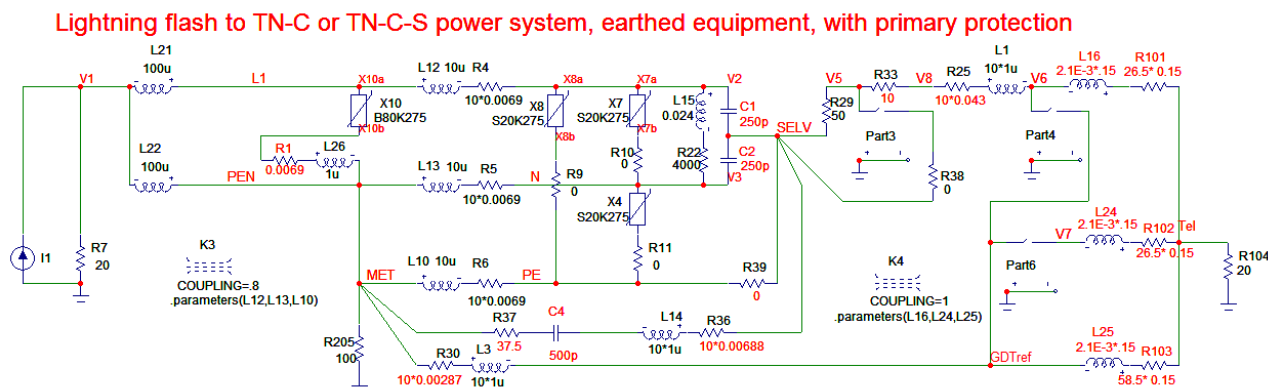 Lightning flash to TN-C or TN-C-S power system, earthed equipment, with primary protection
L21
100u
V1
L1
X10a
L12 10u
R4
10*0.0069
X8a
X7a
V2
V5
R33
10
V8
R25
10*0.043
L1
10*1u
V6
L16
2.1E-3*.15
R101
26.5* 0.15
X10
B80K275
X10b
X8
S20K275
X8b
X7
S20K275
X7b
L15
0.024
C1
250p
SELV
R29
50
Part3
Part4
L22
100u
R1
0.0069
L26
1u
PEN
L13 10u
R5
10*0.0069
N
R9
0
R10
0
R22
4000
C2
250p
V3
R38
0
X4
S20K275
R11
0
I1
R7
20
K3
COUPLING=.8
.parameters(L12,L13,L10)
MET
L10 10u
R6
10*0.0069
PE
R39
0
K4
COUPLING=1
.parameters(L16,L24,L25)
V7
L24
2.1E-3*.15
R102
26.5* 0.15
Tel
Part6
R104
20
R205
100
R37
37.5
C4
500p
L14
10*1u
R36
10*0.00688
R30
10*0.00287
L3
10*1u
GDTref
L25
2.1E-3*.15
R103
58.5* 0.15